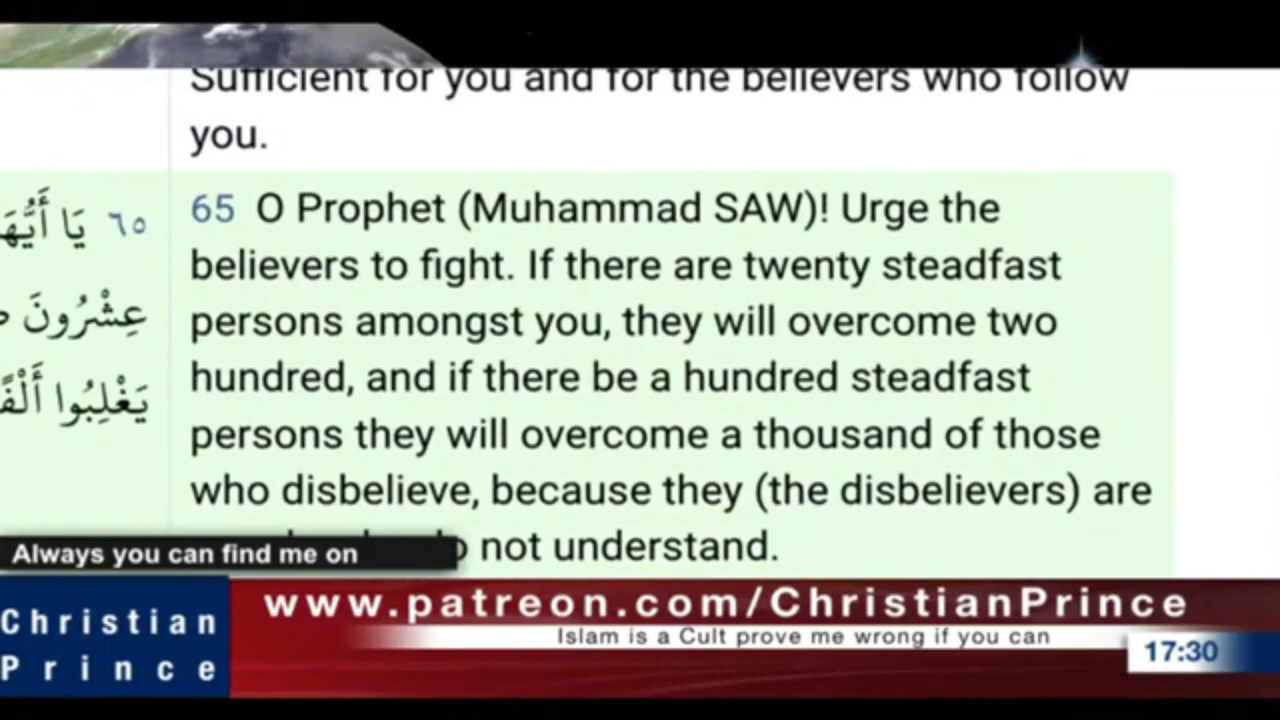 Sufficient for you and for the believers who follow
you.
65 O Prophet (Muhammad SAW)! Urge the
believers to fight. If there are twenty steadfast
persons amongst you, they will overcome two
hundred, and if there be a hundred steadfast
persons they will overcome a thousand of those
who disbelieve, because they (the disbelievers) are
not understand.
٦٥ يَا
عِشْرُونَ
يَغْلِبُوا
Always you can find me on
Christian
Prince
www.patreon.com/ChristianPrince
Islam is a Cult prove me wrong if you can
17:30